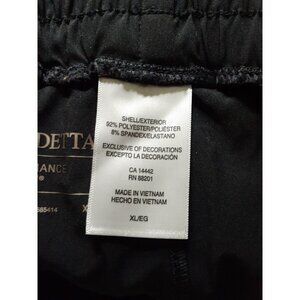 SHELL/EXTERIOR
92% POLYESTER/POLIÉSTER
8% SPANDEX/ELASTANO
EXCLUSIVE OF DECORATIONS
EXCEPTO LA DECORACIÓN
CA 14442
RN 88201
MADE IN VIETNAM
HECHO EN VIETNAM
XL/EG